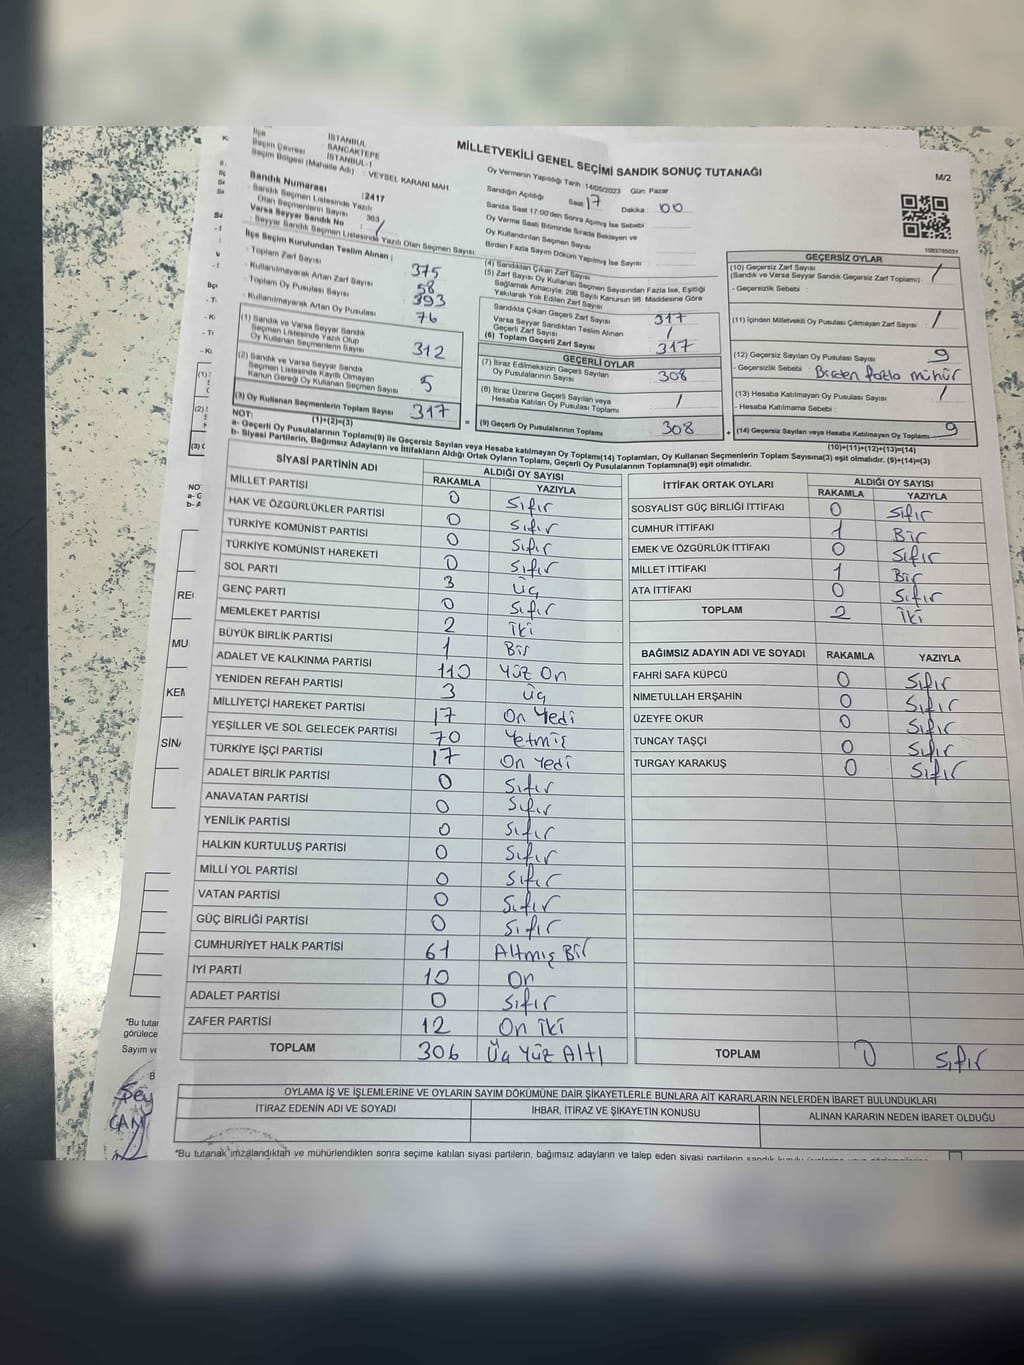 MİLLETVEKİLİ GENEL SEÇİMİ SANDIK SONUÇ TUTANAĞI
M/2
İlçe İSTANBUL
Seçim Çevresi SANCAKTEPE
İSTANBUL-1
Seçim Bölgesi (Mahalle Adı) : VEYSEL KARANI MAH
Sandık Numarası :2417
Sandık Seçmen Listesinde Yazılı
Olan Seçmenlerin Sayısı 363
Varsa Seyyar Sandık No /
Seyyar Sandık Seçmen Listesinde Yazılı Olan Seçmen Sayısı
İlçe Seçim Kurulundan Teslim Alınan ;
- Toplam Zarf Sayısı 375
- Kullanılmayarak Artan Zarf Sayısı 58
- Toplam Oy Pusulası Sayısı 393
- Kullanılmayarak Artan Oy Pusulası 76
(1) Sandık ve Varsa Seyyar Sandık
Seçmen Listesinde Yazılı Olup
Oy Kullanan Seçmenlerin Sayısı 312
(2) Sandık ve Varsa Seyyar Sandık
Seçmen Listesinde Kayıtlı Olmayan
Kanun Gereği Oy Kullanan Seçmen Sayısı 5
(3) Oy Kullanan Seçmenlerin Toplam Sayısı 317
(1)+(2)=(3)
Oy Vermenin Yapıldığı Tarih :14/05/2023 Gün: Pazar
Sandığın Açıldığı Saat 17 Dakika : 00
Sandık Saat 17:00'den Sonra Açılmış İse Sebebi
Oy Verme Saati Bitiminde Sırada Bekleyen ve
Oy Kullandırılan Seçmen Sayısı
Birden Fazla Sayım Döküm Yapılmış İse Sayısı
(4) Sandıktan Çıkan Zarf Sayısı
(5) Zarf Sayısı Oy Kullanan Seçmen Sayısından Fazla İse, Eşitliği
Sağlamak Amacıyla; 298 Sayılı Kanunun 98. Maddesine Göre
Yakılarak Yok Edilen Zarf Sayısı
Sandıkta Çıkan Geçerli Zarf Sayısı 317
Varsa Seyyar Sandıktan Teslim Alınan
Geçerli Zarf Sayısı /
(6) Toplam Geçerli Zarf Sayısı 317
GEÇERLİ OYLAR
(7) İtiraz Edilmeksizin Geçerli Sayılan
Oy Pusulalarının Sayısı 308
(8) İtiraz Üzerine Geçerli Sayılan veya
Hesaba Katılan Oy Pusulası Toplamı /
= (9) Geçerli Oy Pusulalarının Toplamı 308
1083785031
GEÇERSİZ OYLAR
(10) Geçersiz Zarf Sayısı
(Sandık ve Varsa Seyyar Sandık Geçersiz Zarf Toplamı) /
- Geçersizlik Sebebi :
(11) İçinden Milletvekili Oy Pusulası Çıkmayan Zarf Sayısı /
(12) Geçersiz Sayılan Oy Pusulası Sayısı 9
- Geçersizlik Sebebi : Birden fazla mühür
(13) Hesaba Katılmayan Oy Pusulası Sayısı /
- Hesaba Katılmama Sebebi :
+ (14) Geçersiz Sayılan veya Hesaba Katılmayan Oy Toplamı 9
(10)+(11)+(12)+(13)=(14)
NOT:
a- Geçerli Oy Pusulalarının Toplamı(9) ile Geçersiz Sayılan veya Hesaba katılmayan Oy Toplamı(14) Toplamları, Oy Kullanan Seçmenlerin Toplam Sayısına(3) eşit olmalıdır. (9)+(14)=(3)
b- Siyasi Partilerin, Bağımsız Adayların ve İttifakların Aldığı Ortak Oyların Toplamı, Geçerli Oy Pusulalarının Toplamına(9) eşit olmalıdır.
SİYASİ PARTİNİN ADI ALDIĞI OY SAYISI
RAKAMLA YAZIYLA
MİLLET PARTİSİ 0 Sıfır
HAK VE ÖZGÜRLÜKLER PARTİSİ 0 Sıfır
TÜRKİYE KOMÜNİST PARTİSİ 0 Sıfır
TÜRKİYE KOMÜNİST HAREKETİ 0 Sıfır
SOL PARTİ 3 Üç
GENÇ PARTİ 0 Sıfır
MEMLEKET PARTİSİ 2 İki
BÜYÜK BİRLİK PARTİSİ 1 Bir
ADALET VE KALKINMA PARTİSİ 110 Yüz On
YENİDEN REFAH PARTİSİ 3 Üç
MİLLİYETÇİ HAREKET PARTİSİ 17 On Yedi
YEŞİLLER VE SOL GELECEK PARTİSİ 70 Yetmiş
TÜRKİYE İŞÇİ PARTİSİ 17 On Yedi
ADALET BİRLİK PARTİSİ 0 Sıfır
ANAVATAN PARTİSİ 0 Sıfır
YENİLİK PARTİSİ 0 Sıfır
HALKIN KURTULUŞ PARTİSİ 0 Sıfır
MİLLİ YOL PARTİSİ 0 Sıfır
VATAN PARTİSİ 0 Sıfır
GÜÇ BİRLİĞİ PARTİSİ 0 Sıfır
CUMHURİYET HALK PARTİSİ 61 Altmış Bir
İYİ PARTİ 10 On
ADALET PARTİSİ 0 Sıfır
ZAFER PARTİSİ 12 On İki
TOPLAM 306 Üç Yüz Altı
İTTİFAK ORTAK OYLARI ALDIĞI OY SAYISI
RAKAMLA YAZIYLA
SOSYALİST GÜÇ BİRLİĞİ İTTİFAKI 0 Sıfır
CUMHUR İTTİFAKI 1 Bir
EMEK VE ÖZGÜRLÜK İTTİFAKI 0 Sıfır
MİLLET İTTİFAKI 1 Bir
ATA İTTİFAKI 0 Sıfır
TOPLAM 2 İki
BAĞIMSIZ ADAYIN ADI VE SOYADI RAKAMLA YAZIYLA
FAHRİ SAFA KÜPCÜ 0 Sıfır
NİMETULLAH ERŞAHİN 0 Sıfır
ÜZEYFE OKUR 0 Sıfır
TUNCAY TAŞÇI 0 Sıfır
TURGAY KARAKUŞ 0 Sıfır
TOPLAM 0 Sıfır
OYLAMA İŞ VE İŞLEMLERİNE VE OYLARIN SAYIM DÖKÜMÜNE DAİR ŞİKAYETLERLE BUNLARA AİT KARARLARIN NELERDEN İBARET BULUNDUKLARI
İTİRAZ EDENİN ADI VE SOYADI İHBAR, İTİRAZ VE ŞİKAYETİN KONUSU ALINAN KARARIN NEDEN İBARET OLDUĞU
*Bu tutanak imzalandıktan ve mühürlendikten sonra seçime katılan siyasi partilerin, bağımsız adayların ve talep eden siyasi partilerin
*Bu tutar
görülece
Sayım ve